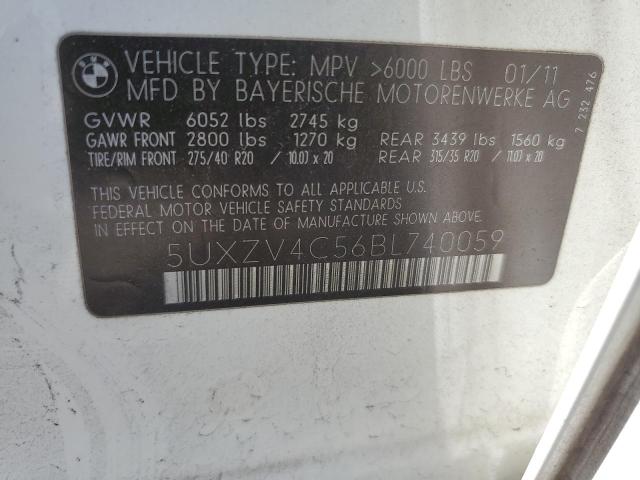 BMW
VEHICLE TYPE: MPV >6000 LBS 01/11
MFD BY BAYERISCHE MOTORENWERKE AG
GVWR 6052 lbs 2745 kg
GAWR FRONT 2800 lbs 1270 kg REAR 3439 lbs 1560 kg
TIRE/RIM FRONT 275/40 R20 / 10.0J x 20 REAR 315/35 R20 / 11.0J x 20
THIS VEHICLE CONFORMS TO ALL APPLICABLE U.S.
FEDERAL MOTOR VEHICLE SAFETY STANDARDS
IN EFFECT ON THE DATE OF MANUFACTURE SHOWN ABOVE.
5UXZV4C56BL740059
7 232 476